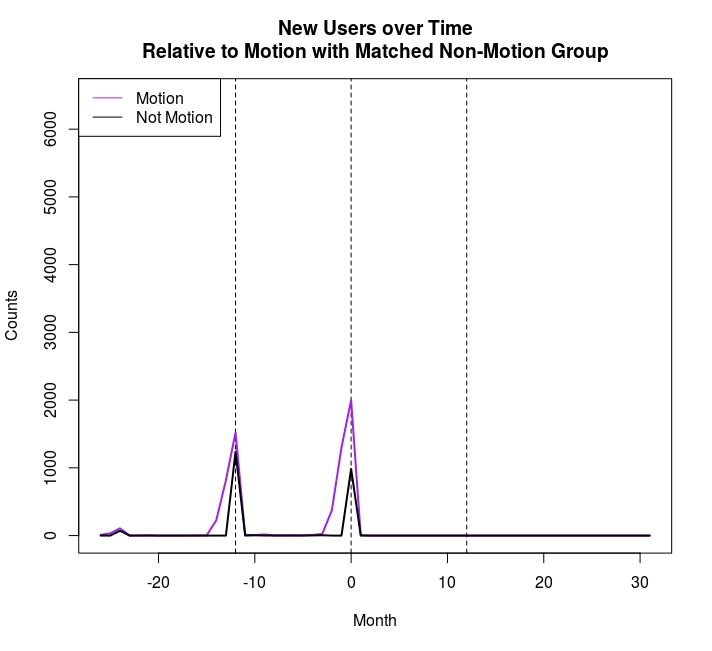 New Users over Time
Relative to Motion with Matched Non-Motion Group
Motion
Not Motion
Counts
6000
5000
4000
3000
2000
1000
0
-20 -10 0 10 20 30
Month